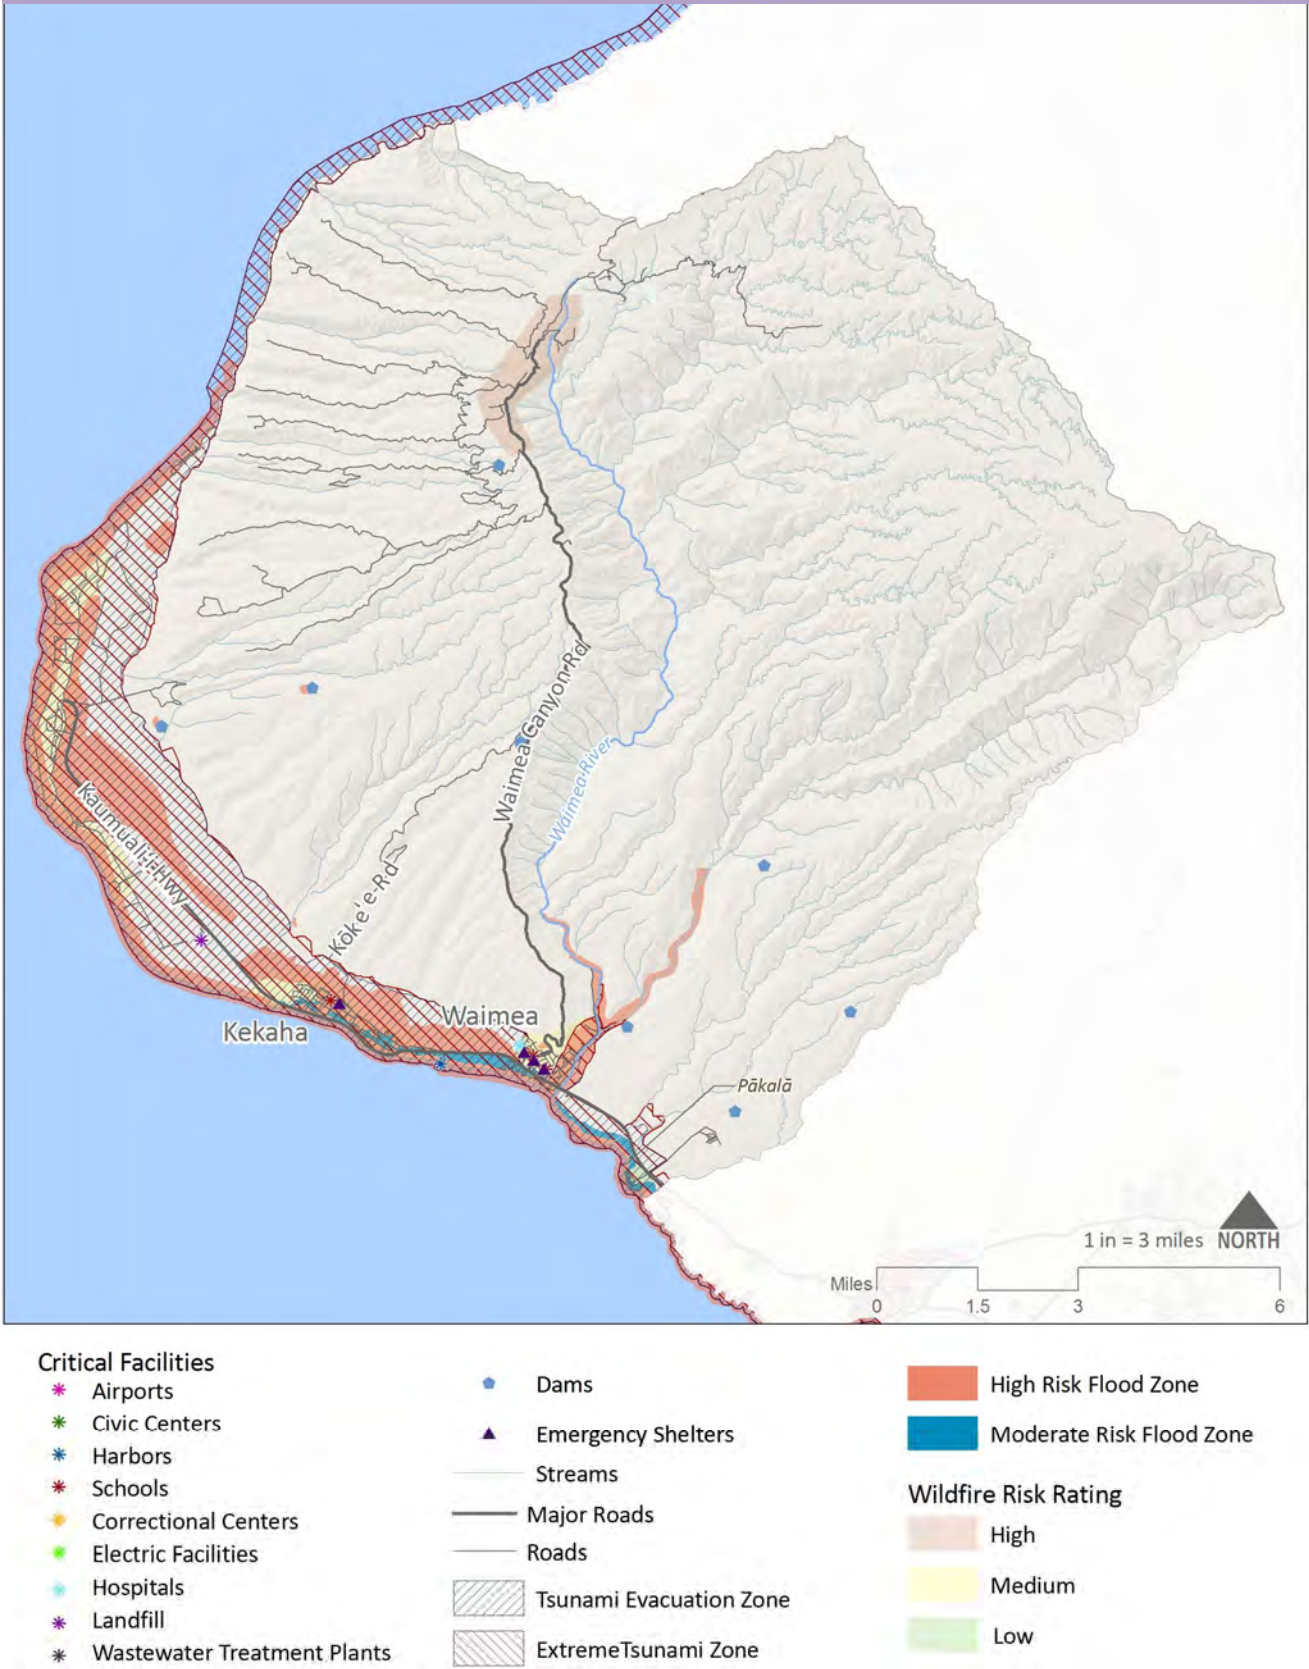 Waimea Canyon Rd
Waimea River
Kaumualiʻi Hwy
Kōkeʻe Rd
Waimea
Kekaha
Pākalā
1 in = 3 miles NORTH
Miles
0 1.5 3 6
Critical Facilities
Airports
Civic Centers
Harbors
Schools
Correctional Centers
Electric Facilities
Hospitals
Landfill
Wastewater Treatment Plants
Dams
Emergency Shelters
Streams
Major Roads
Roads
Tsunami Evacuation Zone
ExtremeTsunami Zone
High Risk Flood Zone
Moderate Risk Flood Zone
Wildfire Risk Rating
High
Medium
Low